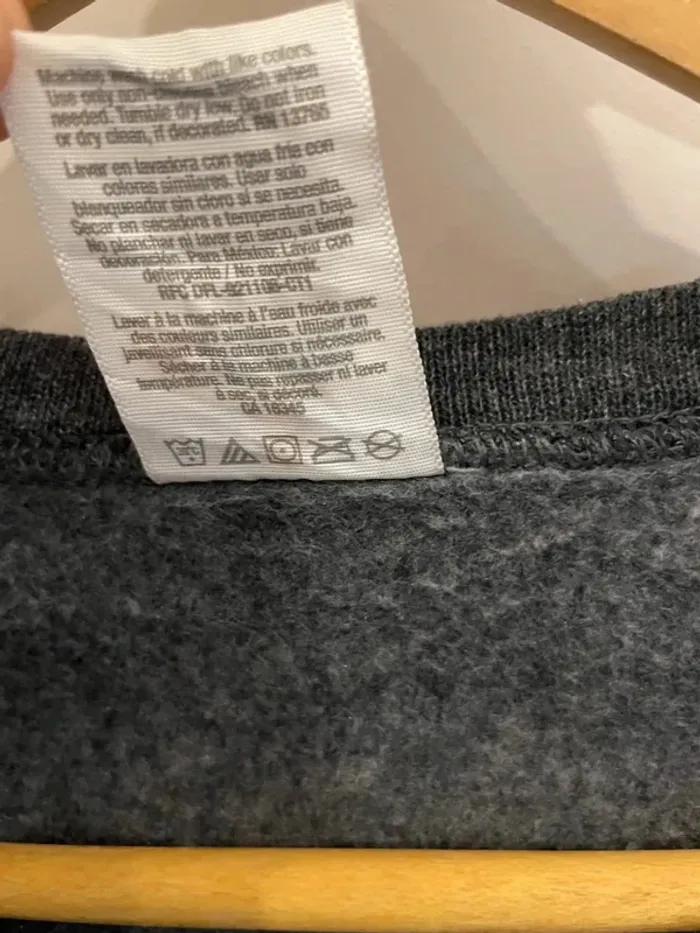 Machine wash cold with like colors.
Use only non-chlorine bleach when
needed. Tumble dry low. Do not iron
or dry clean, if decorated. RN 13765
Lavar en lavadora con agua fria con
colores similares. Usar solo
blanqueador sin cloro si se necesita.
Secar en secadora a temperatura baja.
No planchar ni lavar en seco, si tiene
decoración. Para México: Lavar con
detergente / No exprimir.
RFC DFL-921106-CT1
Laver à la machine à l'eau froide avec
des couleurs similaires. Utiliser un
javellisant sans chlorure si nécessaire.
Sécher à la machine à basse
température. Ne pas repasser ni laver
à sec, si décoré.
CA 16345